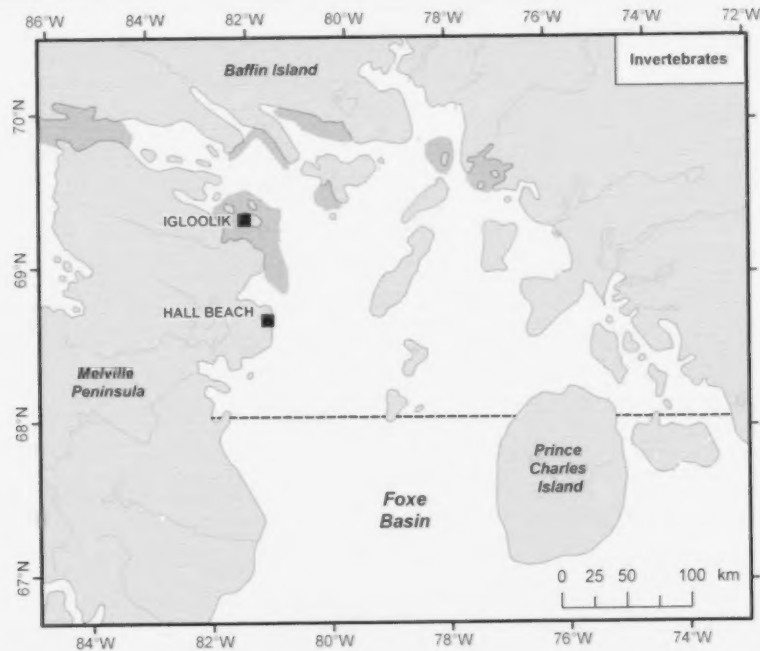 86°W 84°W 82°W 80°W 78°W 76°W 74°W 72°W
Invertebrates
Baffin Island
70°N
IGLOOLIK
69°N
HALL BEACH
Melville
Peninsula
68°N
Prince
Charles
Island
Foxe
Basin
67°N
0 25 50 100 km
84°W 82°W 80°W 78°W 76°W 74°W 72°W